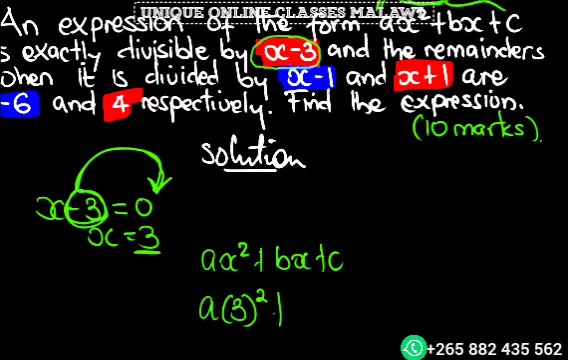 UNIQUE ONLINE CLASSES MALAWI
An expression of the form ax²+bx+c
is exactly divisible by x-3 and the remainders
when it is divided by x-1 and x+1 are
-6 and 4 respectively. Find the expression.
(10 marks).
solution
x-3=0
x=3
ax²+bx+c
a(3)²+
+265 882 435 562